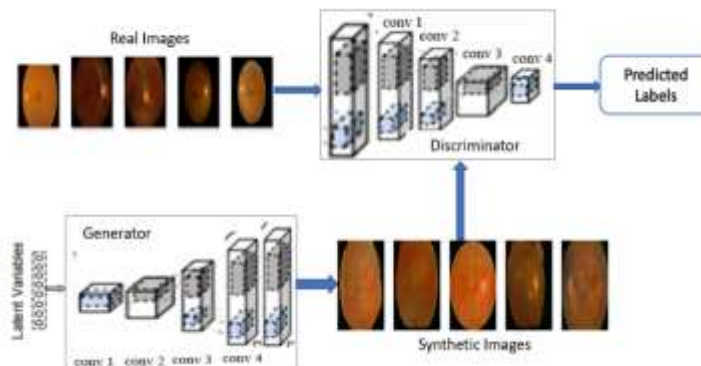 Real Images
conv 1
conv 2
conv 3
conv 4
Discriminator
Predicted
Labels
Generator
Latent Variables
conv 1
conv 2
conv 3
conv 4
Synthetic Images